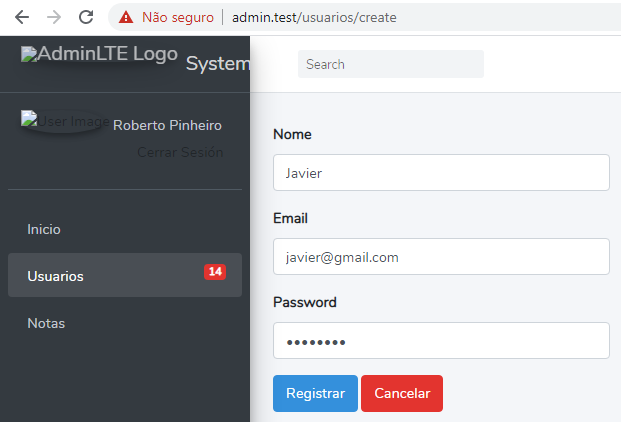 Não seguro | admin.test/usuarios/create
AdminLTE Logo System
Search
User Image Roberto Pinheiro
Cerrar Sesión
Inicio
Usuarios 14
Notas
Nome
Javier
Email
javier@gmail.com
Password
••••••••
Registrar Cancelar